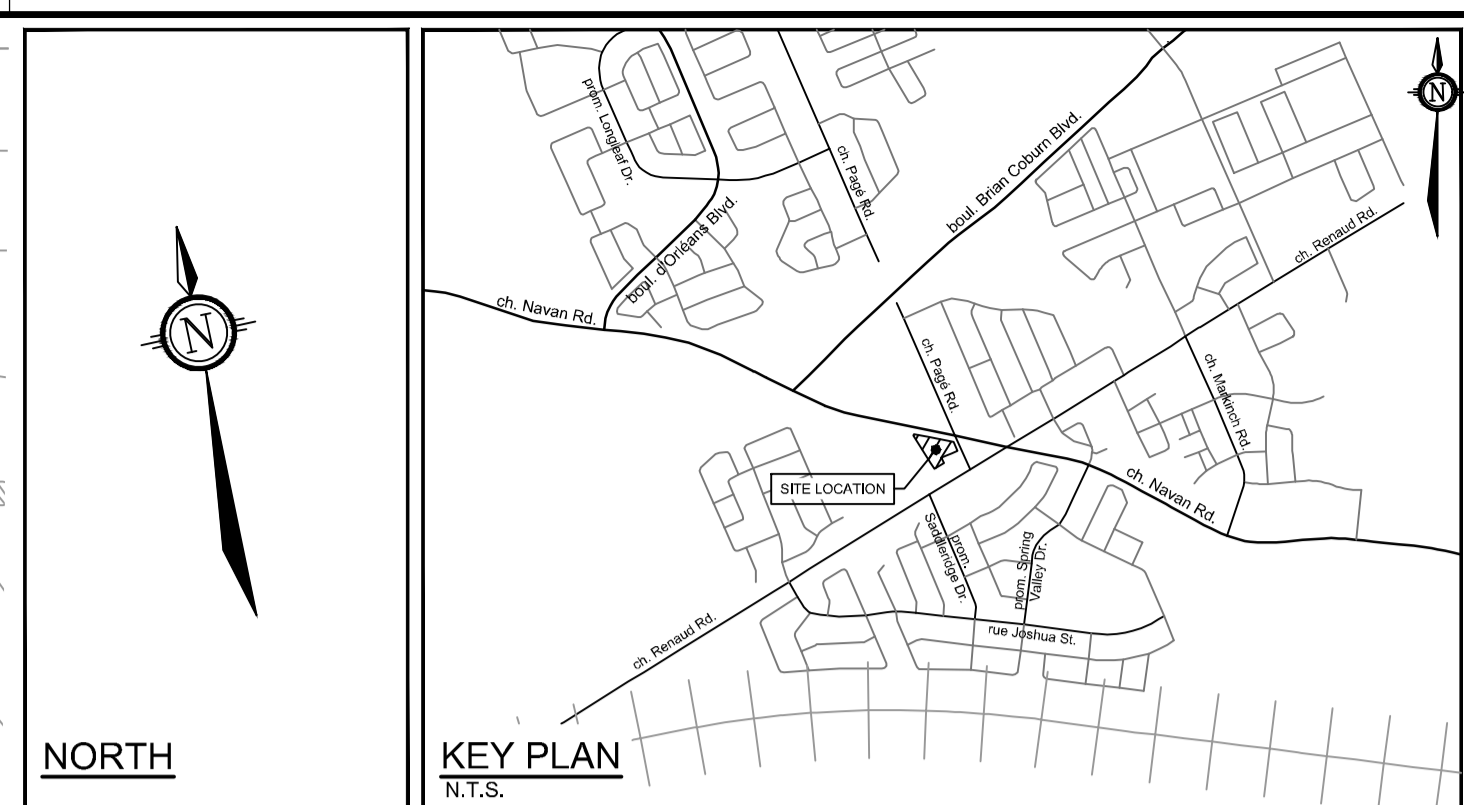 N
NORTH
N
prom. Longleaf Dr.
ch. Pagé Rd.
boul. Brian Coburn Blvd.
boul. d'Orléans Blvd.
ch. Renaud Rd.
ch. Navan Rd.
ch. Pagé Rd.
ch. Markinch Rd.
SITE LOCATION
ch. Navan Rd.
prom.
Saddleridge Dr.
prom. Spring
Valley Dr.
ch. Renaud Rd.
rue Joshua St.
KEY PLAN
N.T.S.